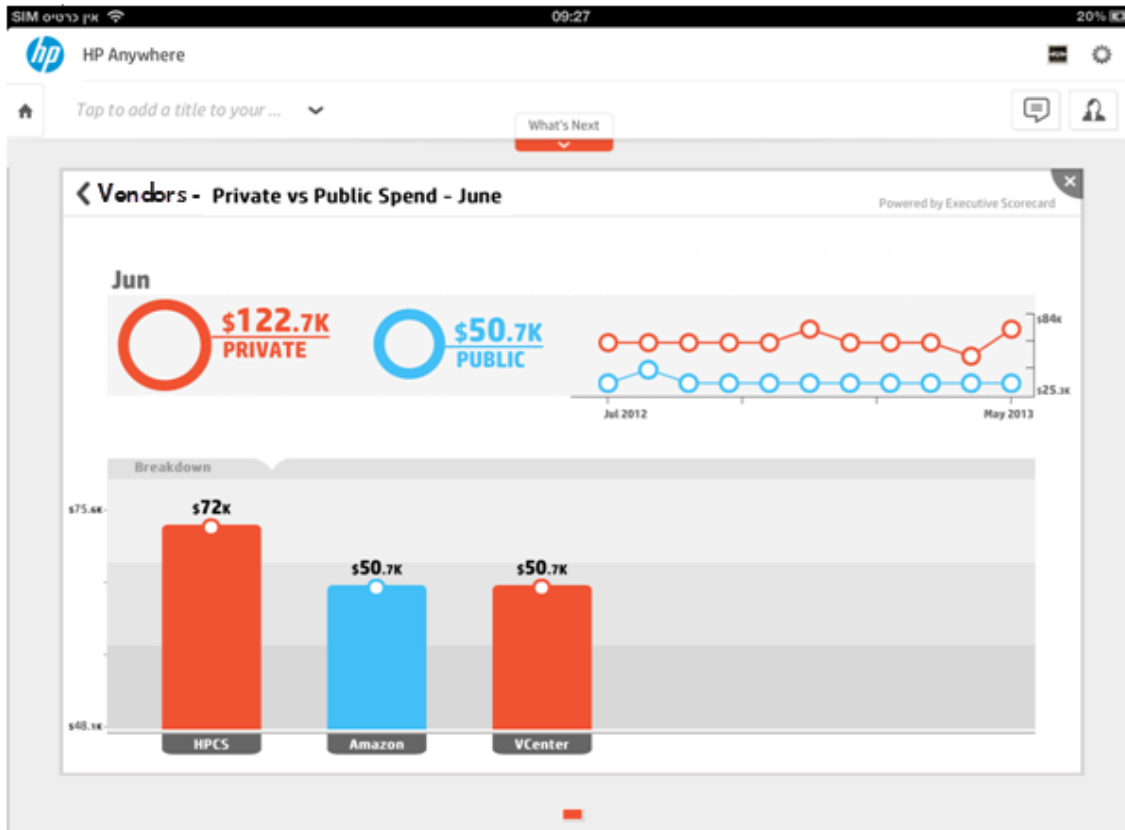 SIM אין כרטיס 09:27 20%
hp HP Anywhere
Tap to add a title to your ...
What's Next
Vendors - Private vs Public Spend - June
Powered by Executive Scorecard
Jun
$122.7K
PRIVATE
$50.7K
PUBLIC
$84K
$25.3K
Jul 2012 May 2013
Breakdown
$75.6K
$72K
$50.7K $50.7K
$48.1K
HPCS Amazon VCenter